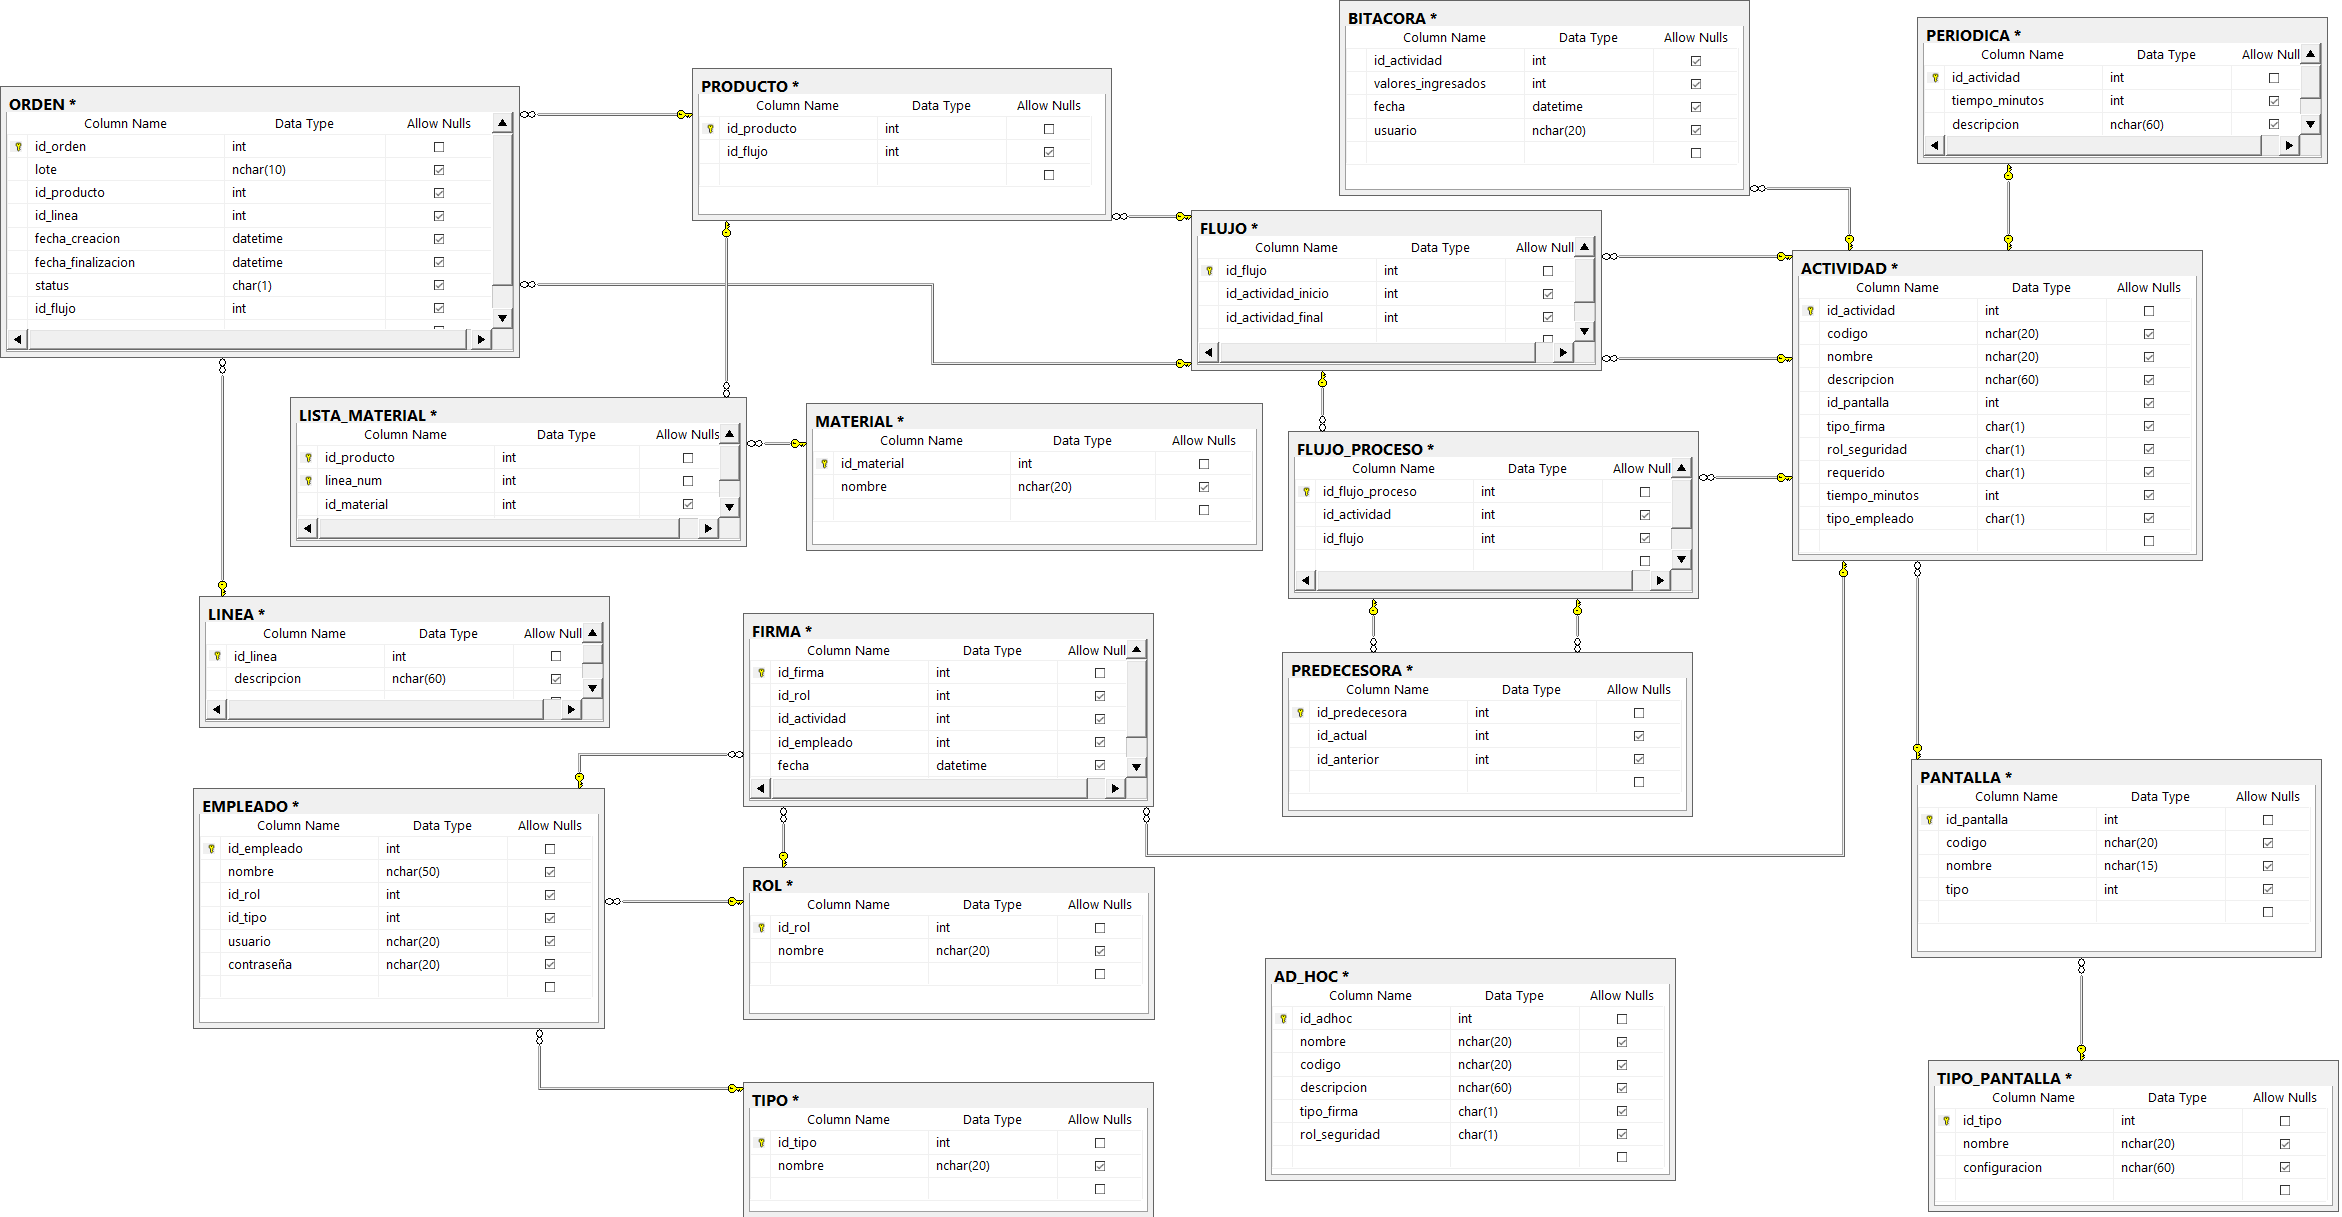 BITACORA *
Column Name Data Type Allow Nulls
id_actividad int
valores_ingresados int
fecha datetime
usuario nchar(20)
PERIODICA *
Column Name Data Type Allow Null
id_actividad int
tiempo_minutos int
descripcion nchar(60)
ORDEN *
Column Name Data Type Allow Nulls
id_orden int
lote nchar(10)
id_producto int
id_linea int
fecha_creacion datetime
fecha_finalizacion datetime
status char(1)
id_flujo int
PRODUCTO *
Column Name Data Type Allow Nulls
id_producto int
id_flujo int
FLUJO *
Column Name Data Type Allow Null
id_flujo int
id_actividad_inicio int
id_actividad_final int
ACTIVIDAD *
Column Name Data Type Allow Nulls
id_actividad int
codigo nchar(20)
nombre nchar(20)
descripcion nchar(60)
id_pantalla int
tipo_firma char(1)
rol_seguridad char(1)
requerido char(1)
tiempo_minutos int
tipo_empleado char(1)
LISTA_MATERIAL *
Column Name Data Type Allow Nulls
id_producto int
linea_num int
id_material int
MATERIAL *
Column Name Data Type Allow Nulls
id_material int
nombre nchar(20)
FLUJO_PROCESO *
Column Name Data Type Allow Null
id_flujo_proceso int
id_actividad int
id_flujo int
LINEA *
Column Name Data Type Allow Null
id_linea int
descripcion nchar(60)
FIRMA *
Column Name Data Type Allow Null
id_firma int
id_rol int
id_actividad int
id_empleado int
fecha datetime
PREDECESORA *
Column Name Data Type Allow Nulls
id_predecesora int
id_actual int
id_anterior int
PANTALLA *
Column Name Data Type Allow Nulls
id_pantalla int
codigo nchar(20)
nombre nchar(15)
tipo int
EMPLEADO *
Column Name Data Type Allow Nulls
id_empleado int
nombre nchar(50)
id_rol int
id_tipo int
usuario nchar(20)
contraseña nchar(20)
ROL *
Column Name Data Type Allow Nulls
id_rol int
nombre nchar(20)
AD_HOC *
Column Name Data Type Allow Nulls
id_adhoc int
nombre nchar(20)
codigo nchar(20)
descripcion nchar(60)
tipo_firma char(1)
rol_seguridad char(1)
TIPO *
Column Name Data Type Allow Nulls
id_tipo int
nombre nchar(20)
TIPO_PANTALLA *
Column Name Data Type Allow Nulls
id_tipo int
nombre nchar(20)
configuracion nchar(60)